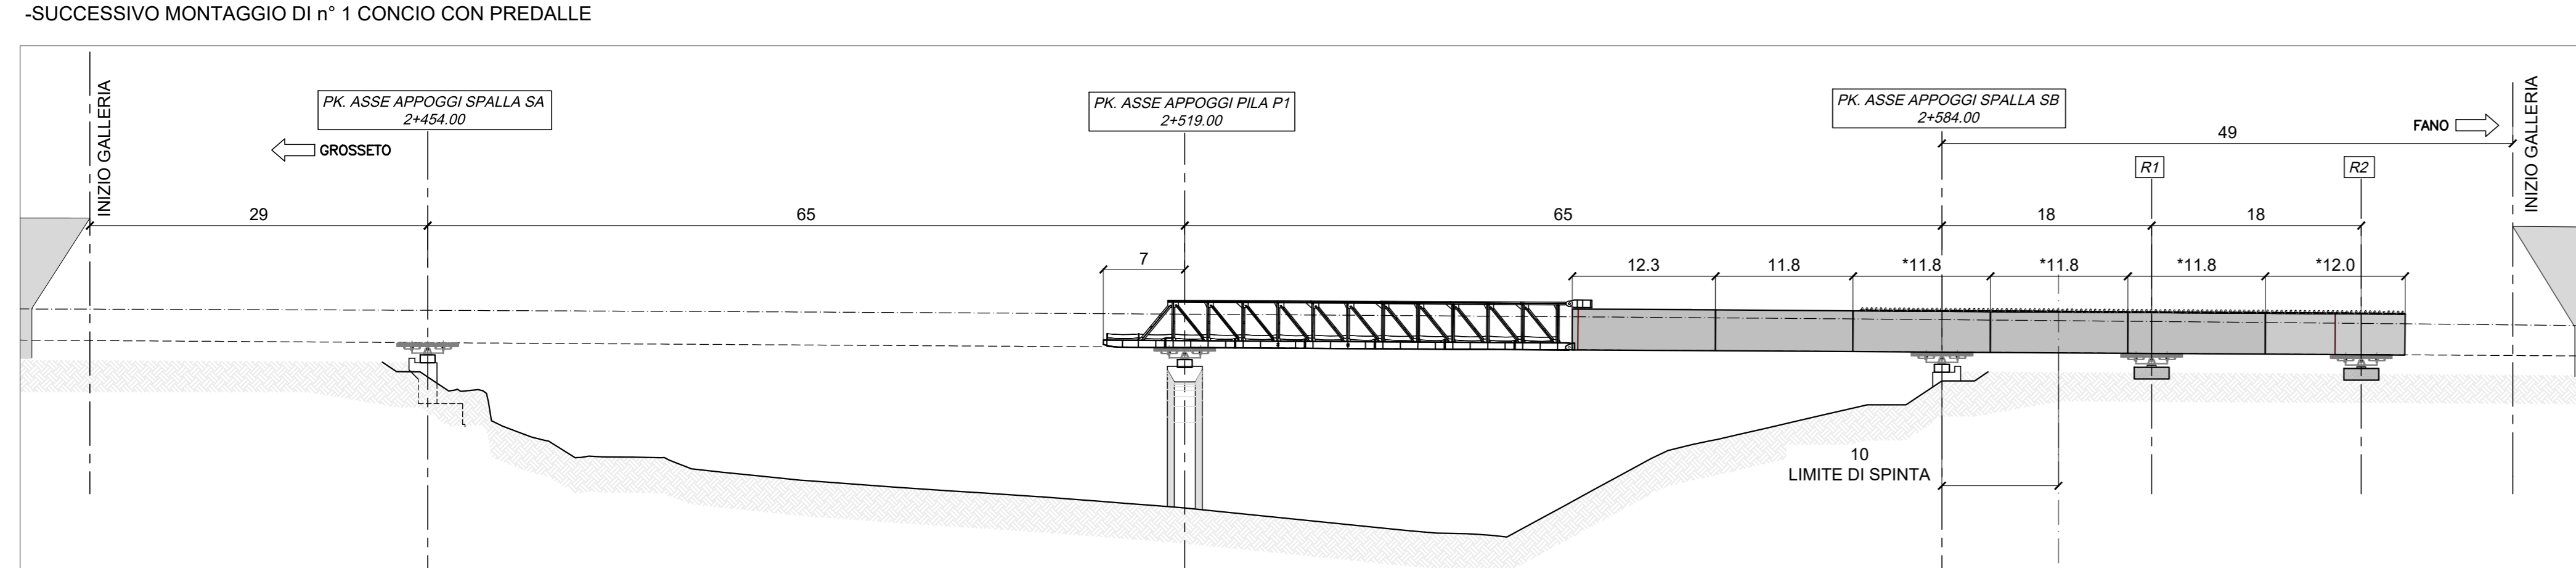 -SUCCESSIVO MONTAGGIO DI n° 1 CONCIO CON PREDALLE
INIZIO GALLERIA
PK. ASSE APPOGGI SPALLA SA
2+454.00
PK. ASSE APPOGGI PILA P1
2+519.00
PK. ASSE APPOGGI SPALLA SB
2+584.00
INIZIO GALLERIA
GROSSETO
FANO
49
R1
R2
29
65
65
18
18
7
12.3
11.8
*11.8
*11.8
*11.8
*12.0
10
LIMITE DI SPINTA